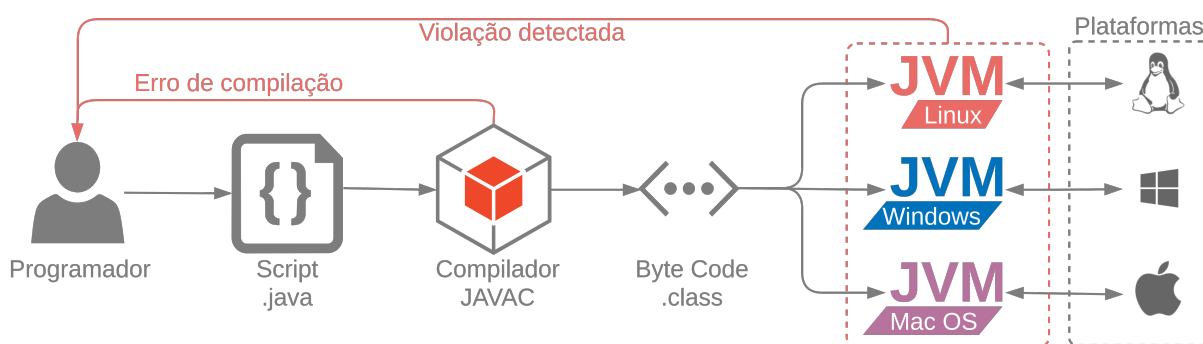 Plataformas
Violação detectada
Erro de compilação
JVM
Linux
JVM
Windows
JVM
Mac OS
{}
Programador
Script
.java
Compilador
JAVAC
Byte Code
.class